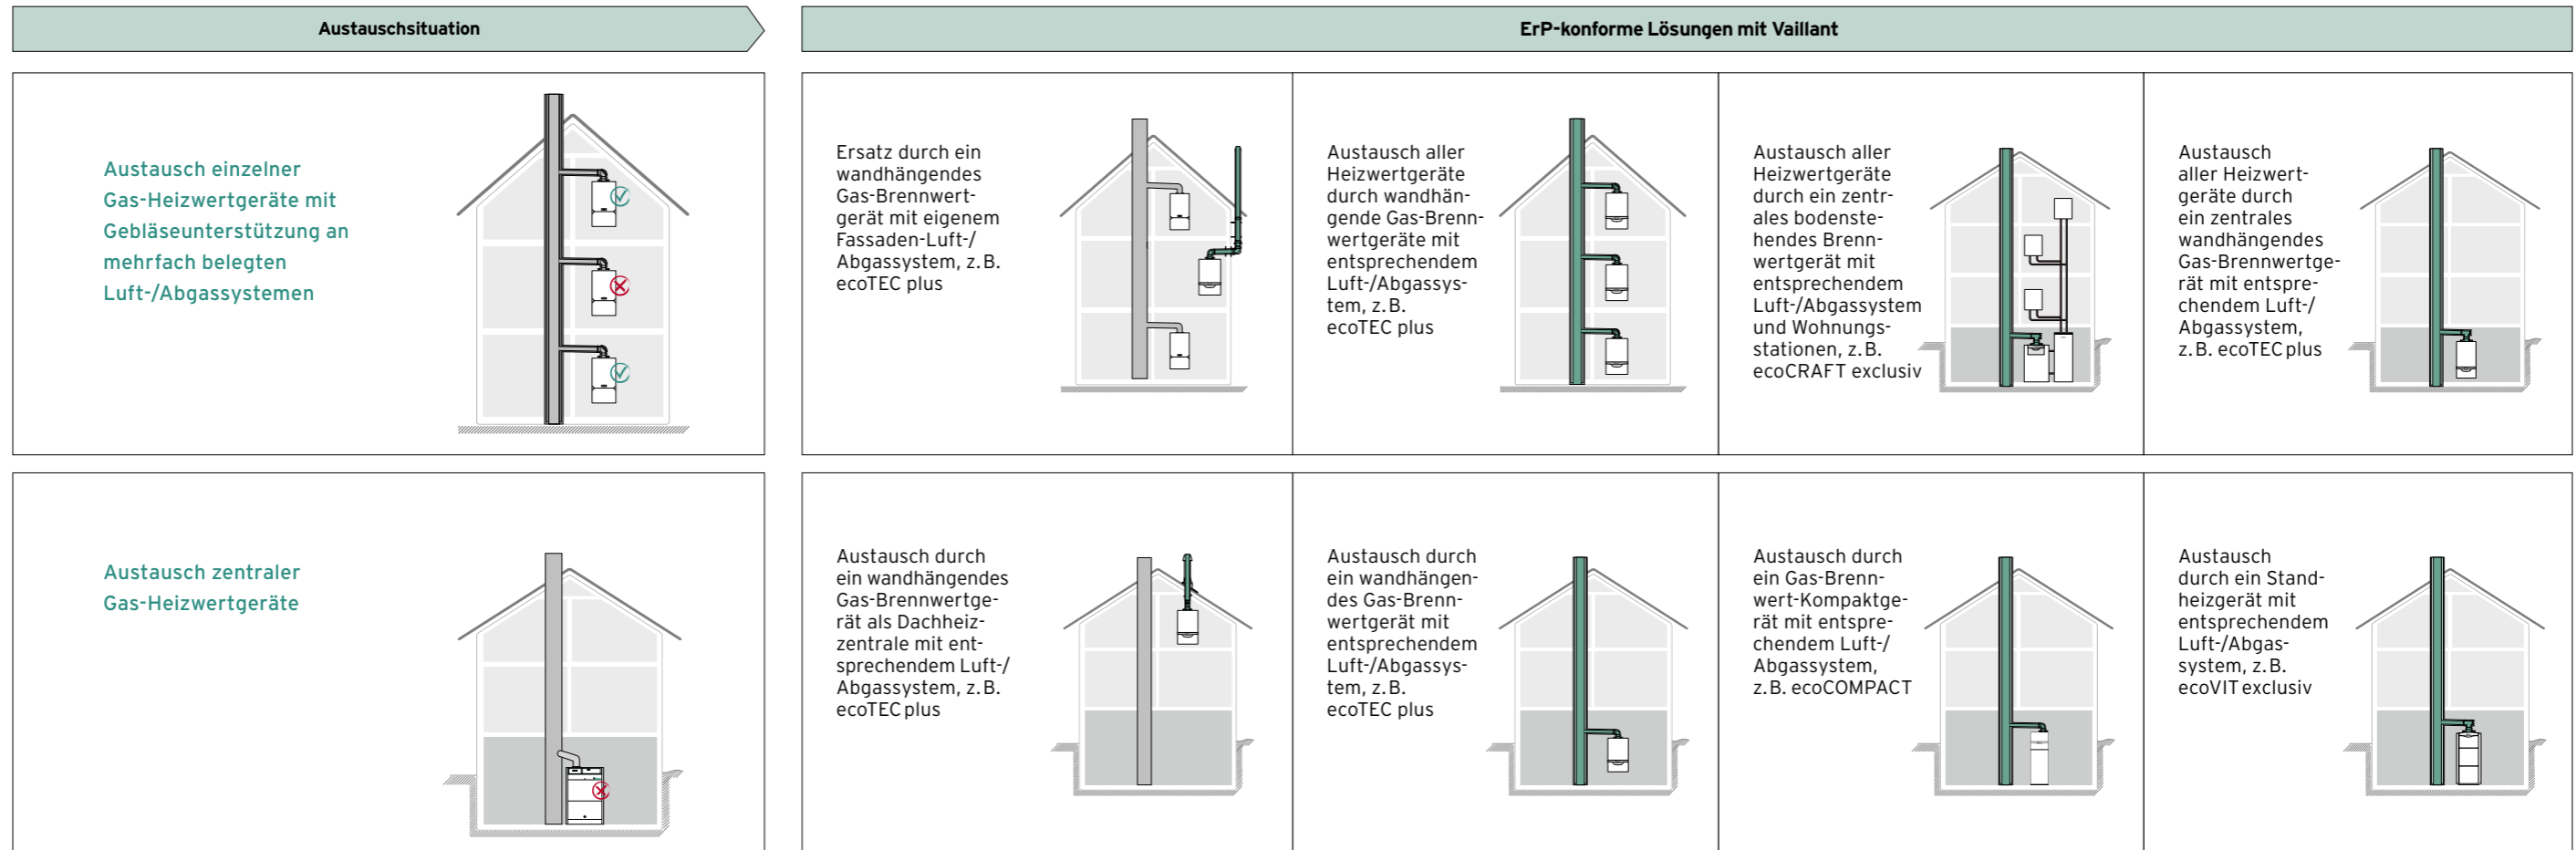 Austauschsituation
ErP-konforme Lösungen mit Vaillant
Austausch einzelner
Gas-Heizwertgeräte mit
Gebläseunterstützung an
mehrfach belegten
Luft-/Abgassystemen
Ersatz durch ein
wandhängendes
Gas-Brennwert-
gerät mit eigenem
Fassaden-Luft-/
Abgassystem, z.B.
ecoTEC plus
Austausch aller
Heizwertgeräte
durch wandhän-
gende Gas-Brenn-
wertgeräte mit
entsprechendem
Luft-/Abgassys-
tem, z.B.
ecoTEC plus
Austausch aller
Heizwertgeräte
durch ein zentr-
ales bodenste-
hendes Brenn-
wertgerät mit
entsprechendem
Luft-/Abgassystem
und Wohnungs-
stationen, z.B.
ecoCRAFT exclusiv
Austausch
aller Heizwert-
geräte durch
ein zentrales
wandhängendes
Gas-Brennwertge-
rät mit entspre-
chendem Luft-/
Abgassystem,
z.B. ecoTEC plus
Austausch zentraler
Gas-Heizwertgeräte
Austausch durch
ein wandhängendes
Gas-Brennwertge-
rät als Dachheiz-
zentrale mit ent-
sprechendem Luft-/
Abgassystem, z.B.
ecoTEC plus
Austausch durch
ein wandhängen-
des Gas-Brenn-
wertgerät mit
entsprechendem
Luft-/Abgassys-
tem, z.B.
ecoTEC plus
Austausch durch
ein Gas-Brenn-
wert-Kompaktge-
rät mit entspre-
chendem Luft-/
Abgassystem,
z.B. ecoCOMPACT
Austausch
durch ein Stand-
heizgerät mit
entsprechendem
Luft-/Abgas-
system, z.B.
ecoVIT exclusiv